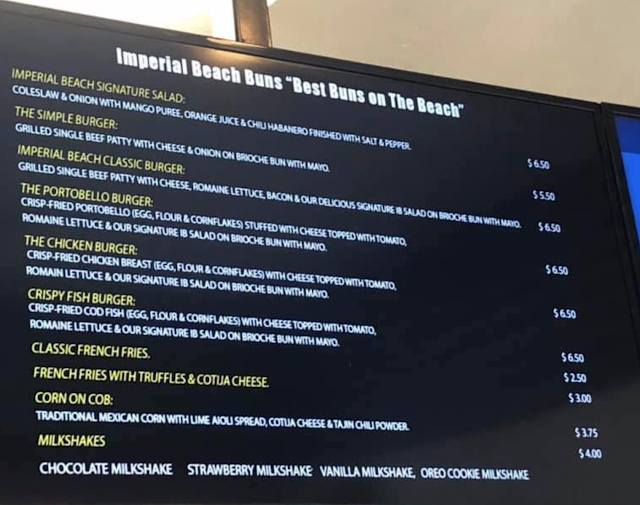 Imperial Beach Buns "Best Buns on The Beach"
IMPERIAL BEACH SIGNATURE SALAD:
COLESLAW & ONION WITH MANGO PUREE, ORANGE JUICE & CHILI HABANERO FINISHED WITH SALT & PEPPER. $6.50
THE SIMPLE BURGER:
GRILLED SINGLE BEEF PATTY WITH CHEESE & ONION ON BRIOCHE BUN WITH MAYO. $5.50
IMPERIAL BEACH CLASSIC BURGER:
GRILLED SINGLE BEEF PATTY WITH CHEESE, ROMAINE LETTUCE, BACON & OUR DELICIOUS SIGNATURE IB SALAD ON BRIOCHE BUN WITH MAYO. $6.50
THE PORTOBELLO BURGER:
CRISP-FRIED PORTOBELLO (EGG, FLOUR & CORNFLAKES) STUFFED WITH CHEESE TOPPED WITH TOMATO,
ROMAINE LETTUCE & OUR SIGNATURE IB SALAD ON BRIOCHE BUN WITH MAYO. $6.50
THE CHICKEN BURGER:
CRISP-FRIED CHICKEN BREAST (EGG, FLOUR & CORNFLAKES) WITH CHEESE TOPPED WITH TOMATO,
ROMAIN LETTUCE & OUR SIGNATURE IB SALAD ON BRIOCHE BUN WITH MAYO. $6.50
CRISPY FISH BURGER:
CRISP-FRIED COD FISH (EGG, FLOUR & CORNFLAKES) WITH CHEESE TOPPED WITH TOMATO,
ROMAINE LETTUCE & OUR SIGNATURE IB SALAD ON BRIOCHE BUN WITH MAYO. $6.50
CLASSIC FRENCH FRIES. $2.50
FRENCH FRIES WITH TRUFFLES & COTIJA CHEESE. $3.00
CORN ON COB:
TRADITIONAL MEXICAN CORN WITH LIME AIOLI SPREAD, COTIJA CHEESE & TAJIN CHILI POWDER. $3.75
MILKSHAKES $4.00
CHOCOLATE MILKSHAKE STRAWBERRY MILKSHAKE VANILLA MILKSHAKE, OREO COOKIE MILKSHAKE